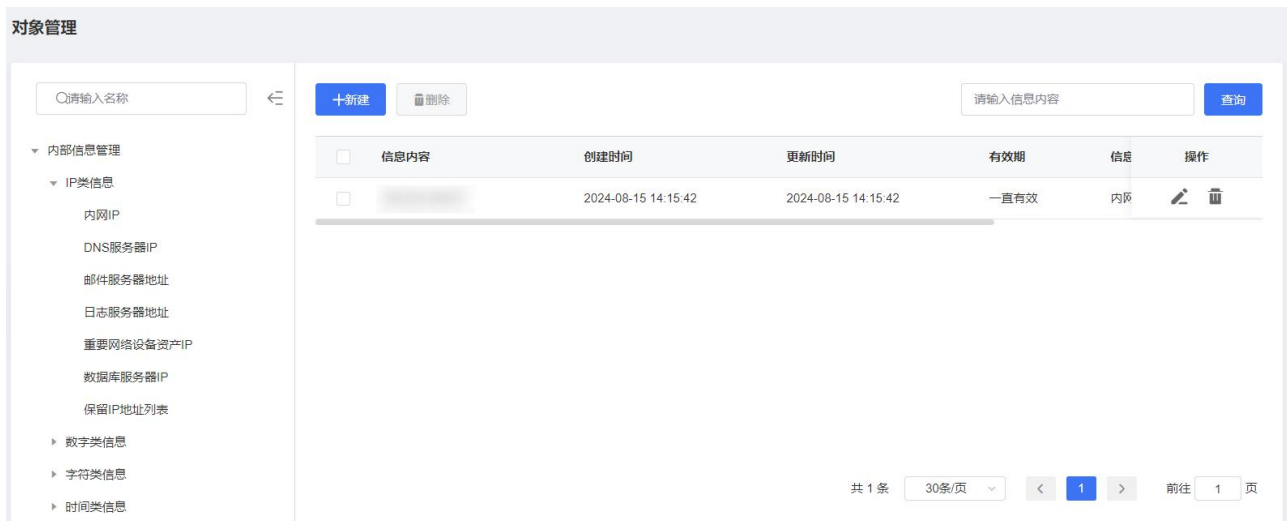 对象管理
请输入名称
新建 删除 请输入信息内容 查询
内部信息管理
IP类信息
内网IP
DNS服务器IP
邮件服务器地址
日志服务器地址
重要网络设备资产IP
数据库服务器IP
保留IP地址列表
数字类信息
字符类信息
时间类信息
信息内容 创建时间 更新时间 有效期 信息 操作
2024-08-15 14:15:42 2024-08-15 14:15:42 一直有效 内网
共 1 条 30条/页 1 前往 1 页